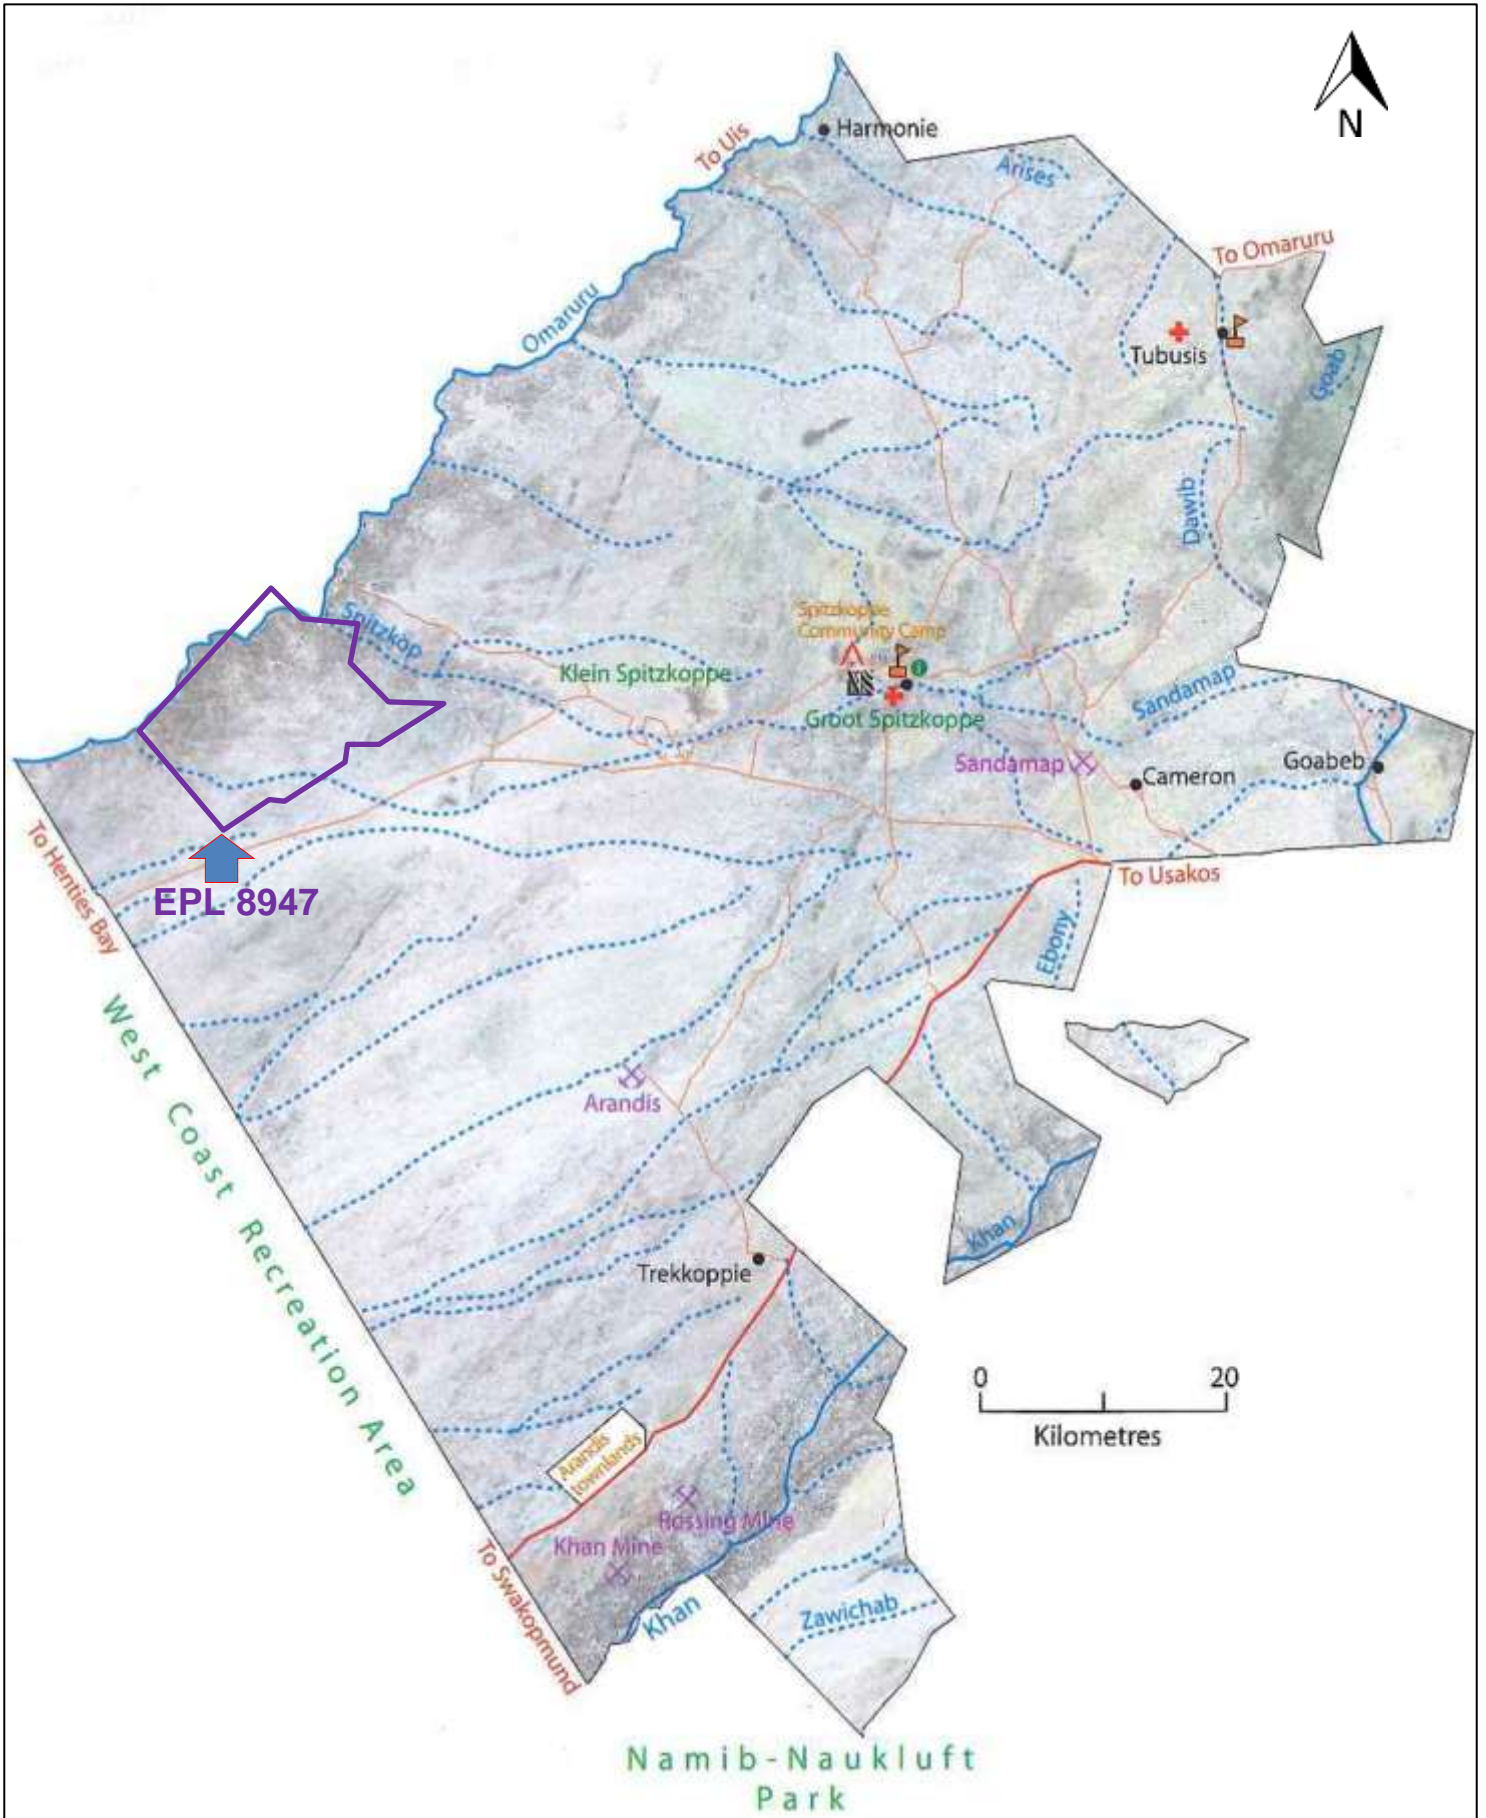 N
Harmonie
To Uis
Arises
To Omaruru
Omaruru
Tubusis
Goab
Dawib
Spitzkoppe
Community Camp
Spitzkop
Klein Spitzkoppe
Groot Spitzkoppe
Sandamap
Sandamap
Cameron
Goabeb
To Henties Bay
EPL 8947
To Usakos
Ebony
West Coast Recreation Area
Arandis
Khan
Trekkoppie
0 20
Kilometres
Arandis
townlands
Rossing Mine
Khan Mine
To Swakopmund
Khan
Zawichab
Namib-Naukluft
Park